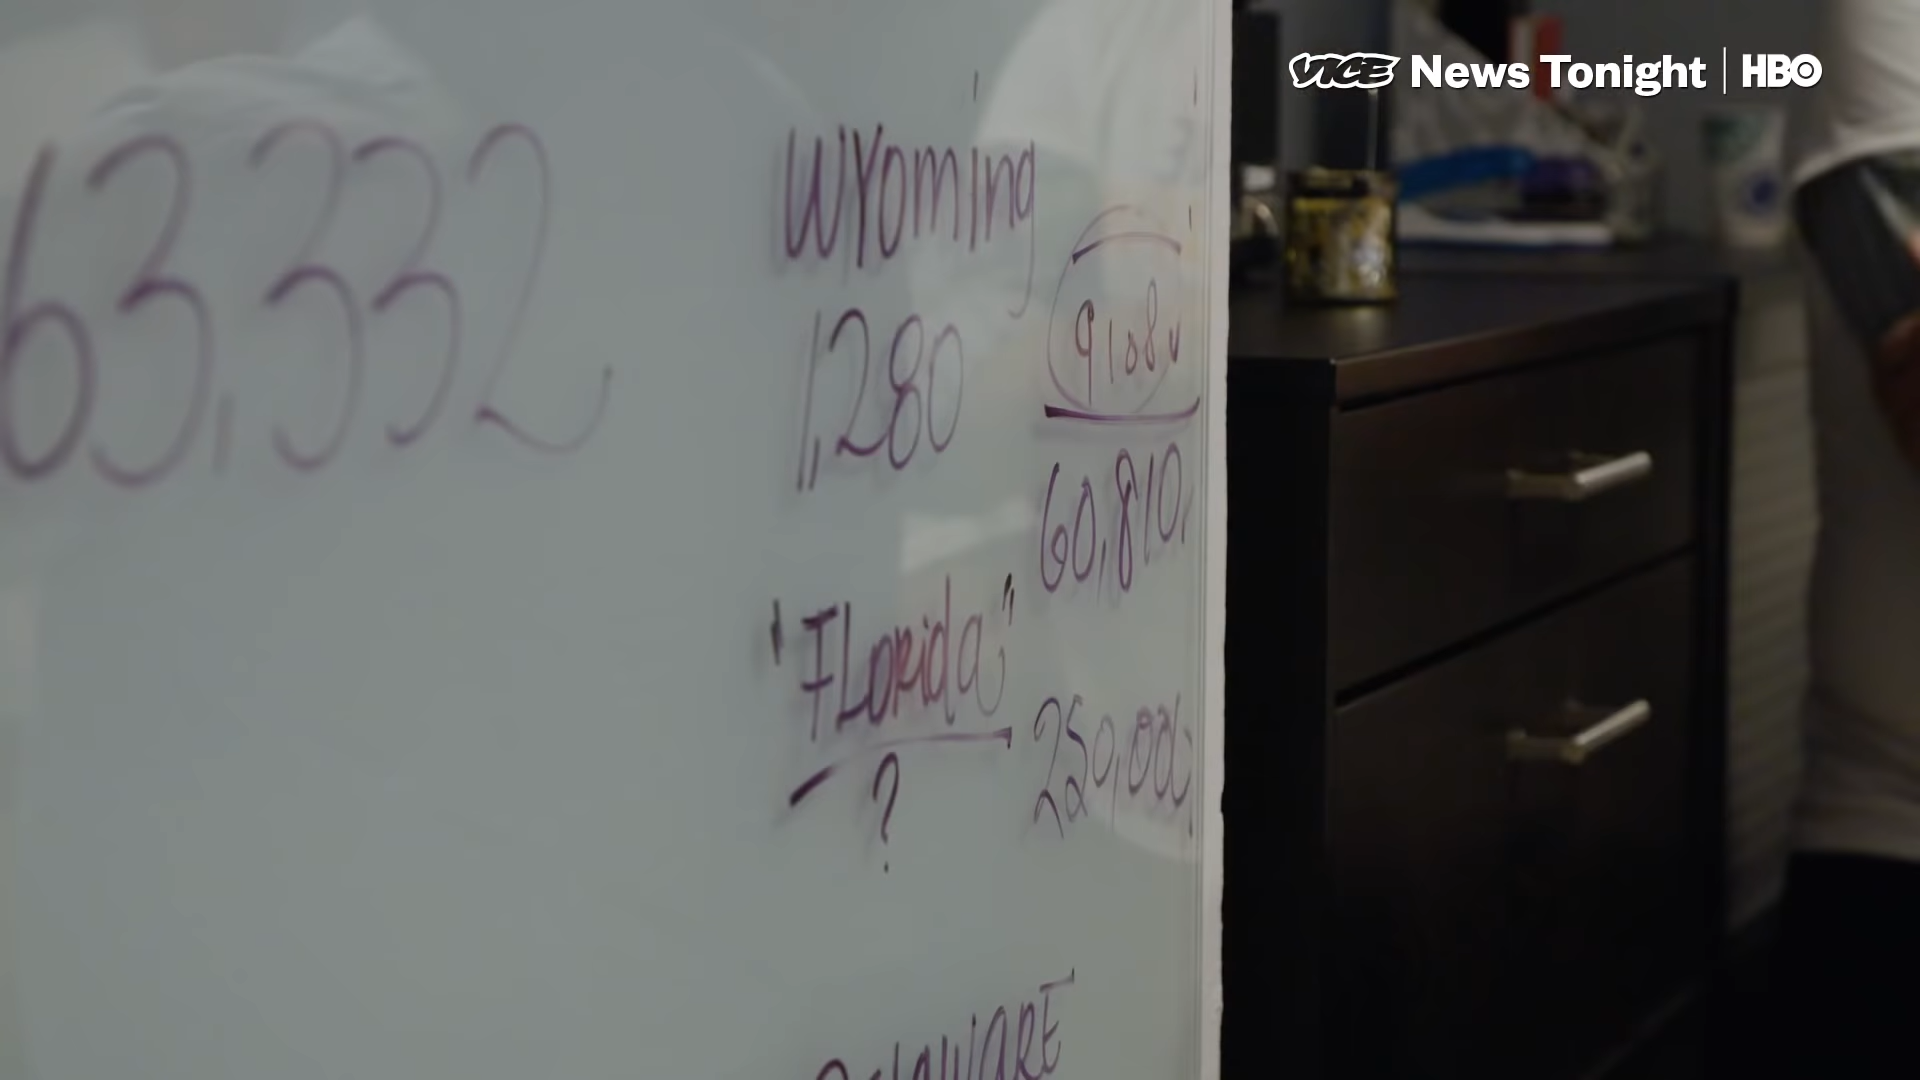 VICE News Tonight | HBO
63,332
Wyoming
1,280
9108
60,810
"FLorida"
?
250,000
DELAWARE